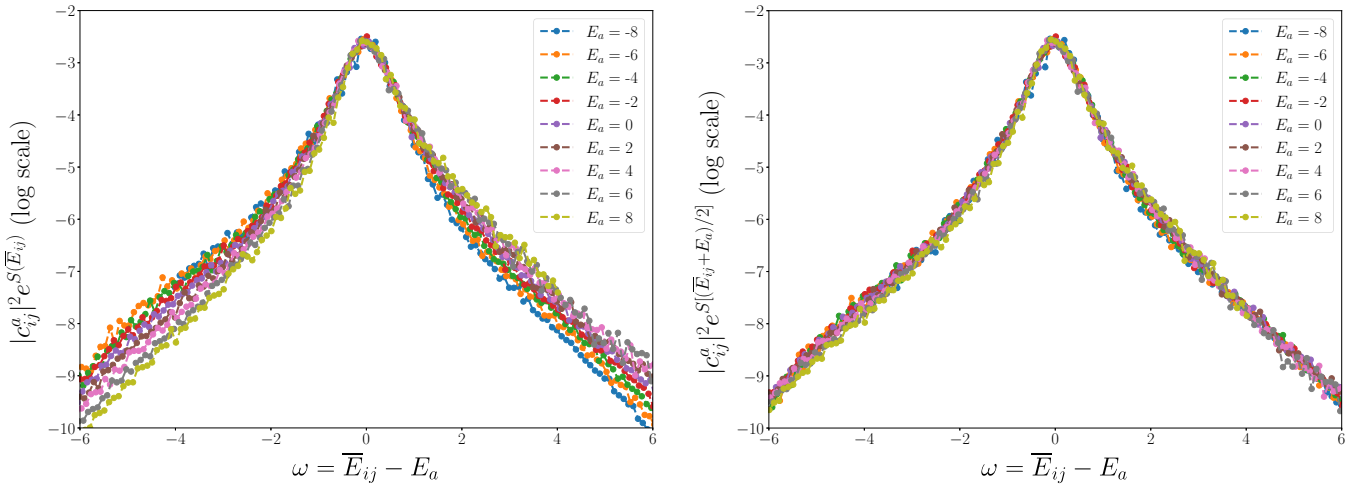 −2
−3
−4
−5
−6
−7
−8
−9
−10
|c^a_{ij}|^2 e^{S(\overline{E}_{ij})} (log scale)
E_a = -8
E_a = -6
E_a = -4
E_a = -2
E_a = 0
E_a = 2
E_a = 4
E_a = 6
E_a = 8
−6 −4 −2 0 2 4 6
ω = \overline{E}_{ij} − E_a
−2
−3
−4
−5
−6
−7
−8
−9
−10
|c^a_{ij}|^2 e^{S[(\overline{E}_{ij}+E_a)/2]} (log scale)
E_a = -8
E_a = -6
E_a = -4
E_a = -2
E_a = 0
E_a = 2
E_a = 4
E_a = 6
E_a = 8
−6 −4 −2 0 2 4 6
ω = \overline{E}_{ij} − E_a